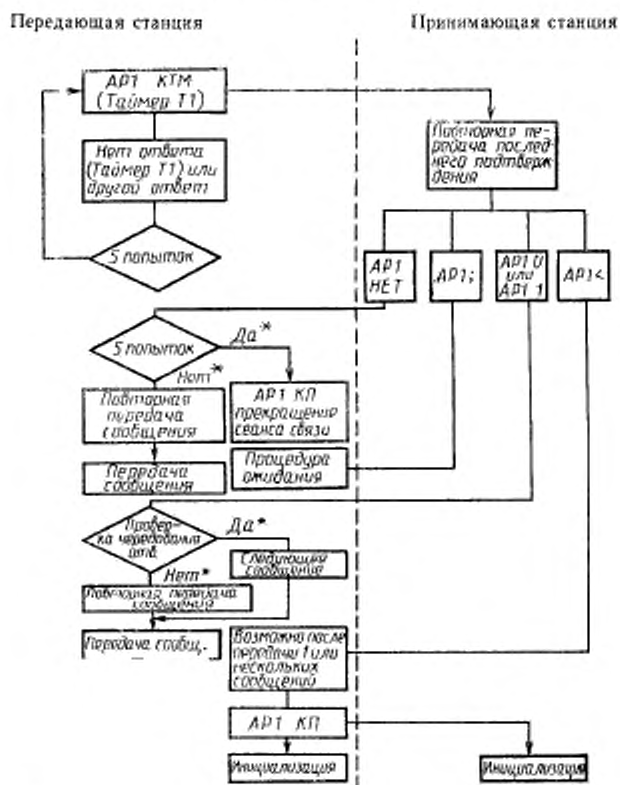 Передающая станция
Принимающая станция
АР1 КТМ
(Таймер Т1)
Нет ответа
(Таймер Т1) или
другой ответ
5 попыток
Повторная пе-
редача послед-
него подтверж-
дения
АР1
НЕТ
АР1;
АР1 0
или
АР1 1
АР1<
5 попыток
Да*
Нет*
Повторная
передача
сообщения
АР1 КП
прекращение
сеанса связи
Передача
сообщения
Процедура
ожидания
Провер-
ка чередования
отв.
Да*
Следующее
сообщение
Нет*
Повторная передача
сообщения
Передача сообщ.
Возможно после
передачи 1 или
нескольких
сообщений
АР1 КП
Инициализация
Инициализация